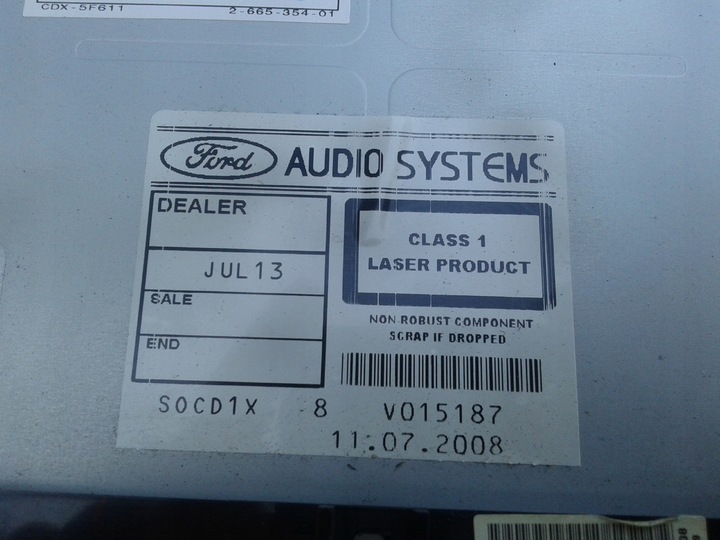 CDX-5F611 2-665-354-01
Ford AUDIO SYSTEMS
DEALER
JUL13
SALE
END
CLASS 1
LASER PRODUCT
NON ROBUST COMPONENT
SCRAP IF DROPPED
SOCD1X 8 V015187
11.07.2008